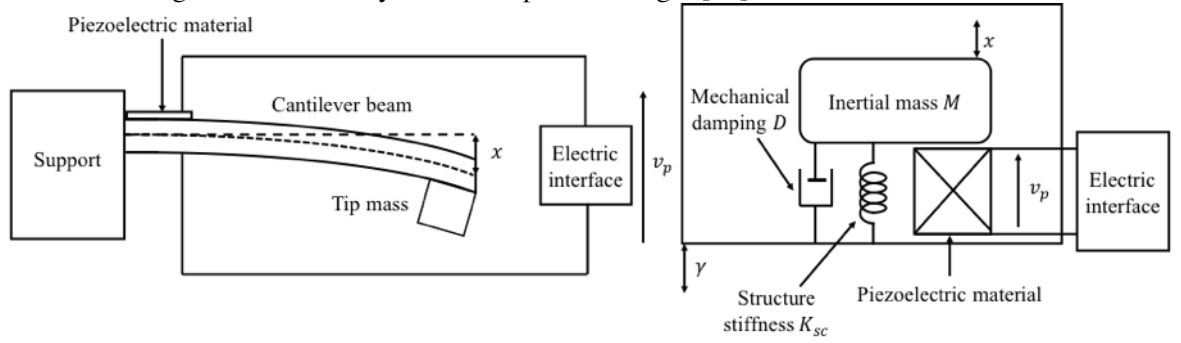 Piezoelectric material
Cantilever beam
Support
x
Tip mass
Electric
interface
v_p
x
Inertial mass M
Mechanical
damping D
v_p
Electric
interface
γ
Structure
stiffness K_sc
Piezoelectric material